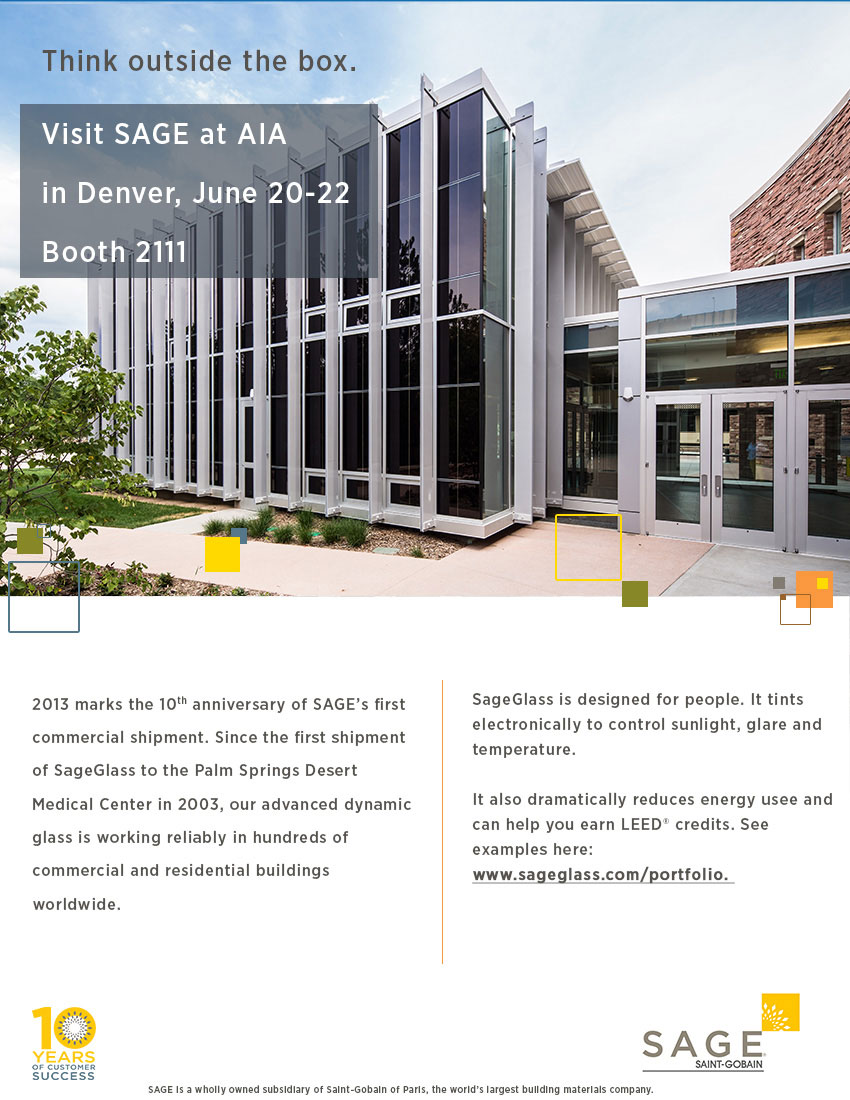 Think outside the box.
Visit SAGE at AIA
in Denver, June 20-22
Booth 2111
2013 marks the 10th anniversary of SAGE’s first
commercial shipment. Since the first shipment
of SageGlass to the Palm Springs Desert
Medical Center in 2003, our advanced dynamic
glass is working reliably in hundreds of
commercial and residential buildings
worldwide.
SageGlass is designed for people. It tints
electronically to control sunlight, glare and
temperature.
It also dramatically reduces energy usee and
can help you earn LEED® credits. See
examples here:
www.sageglass.com/portfolio.
10
YEARS
OF CUSTOMER
SUCCESS
SAGE®
SAINT-GOBAIN
SAGE is a wholly owned subsidiary of Saint-Gobain of Paris, the world’s largest building materials company.